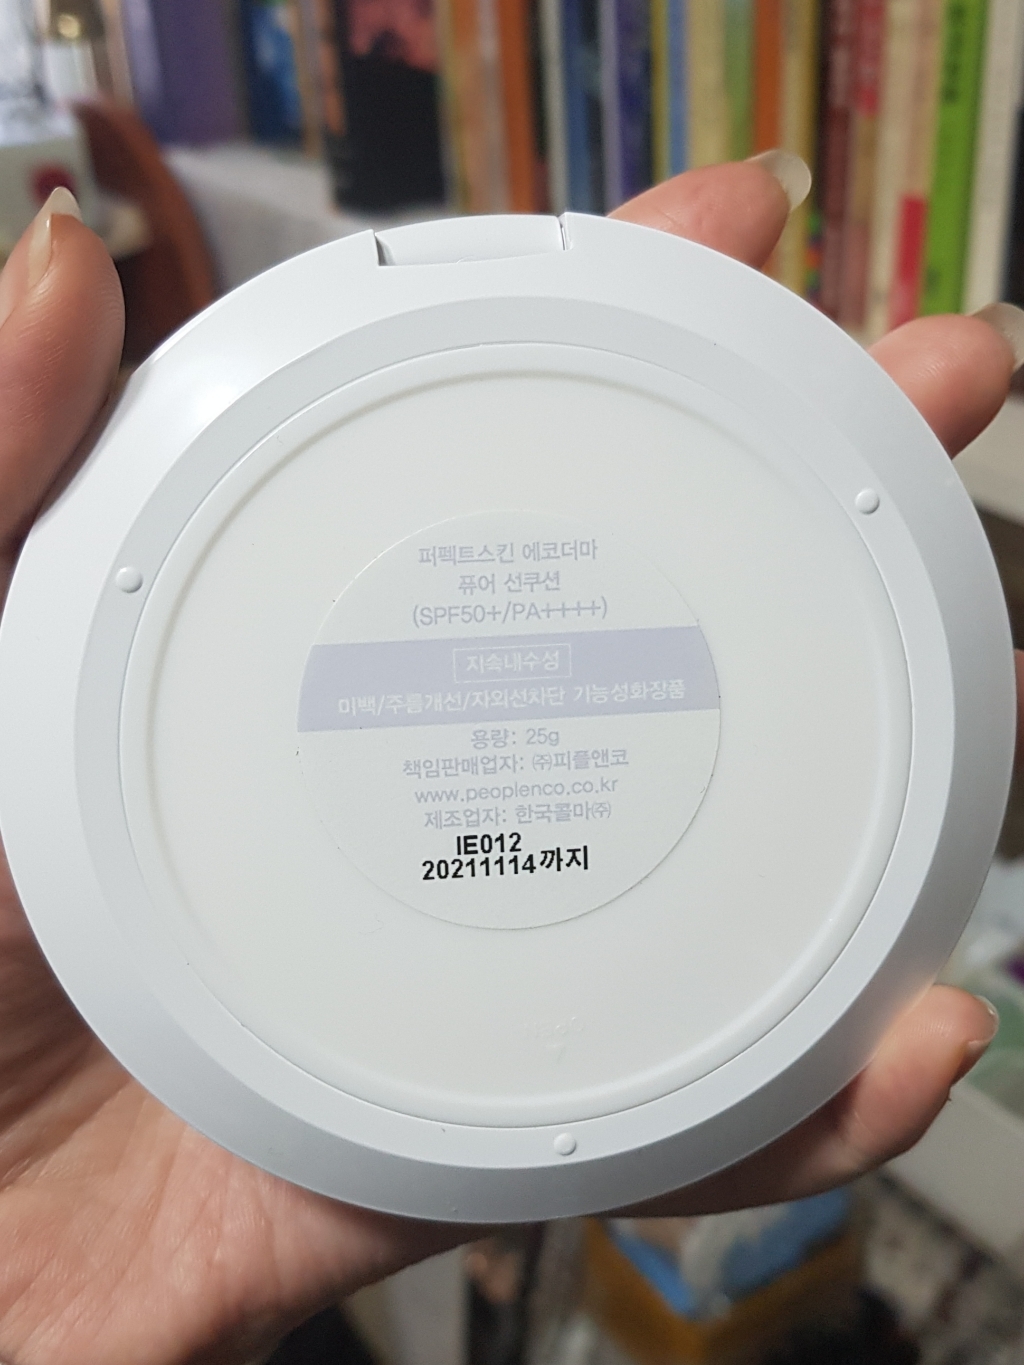 퍼펙트스킨 에코더마
퓨어 선쿠션
(SPF50+/PA++++)
지속내수성
미백/주름개선/자외선차단 기능성화장품
용량: 25g
책임판매업자: ㈜피플앤코
www.peoplenco.co.kr
제조업자: 한국콜마㈜
IE012
20211114까지